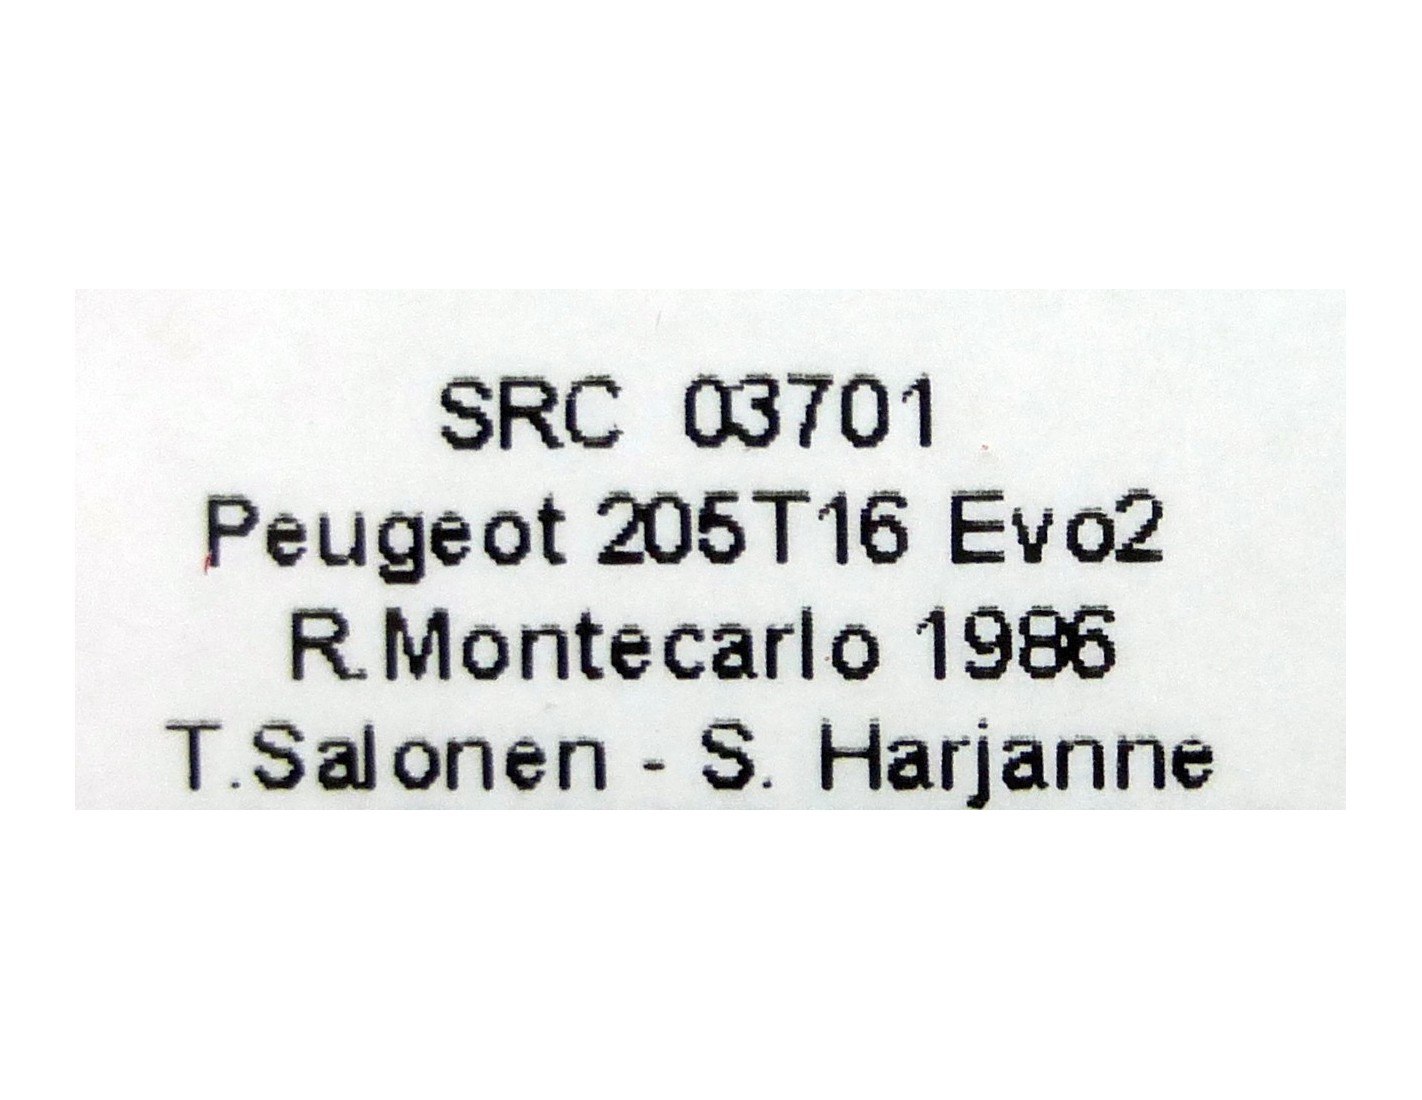 SRC 03701
Peugeot 205T16 Evo2
R.Montecarlo 1986
T.Salonen - S. Harjanne